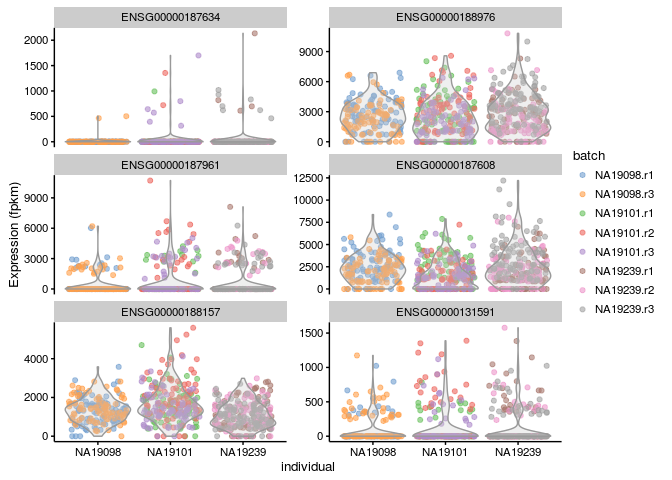 ENSG00000187634
ENSG00000188976
2000
1500
1000
500
0
9000
6000
3000
0
ENSG00000187961
ENSG00000187608
9000
6000
3000
0
12500
10000
7500
5000
2500
0
ENSG00000188157
ENSG00000131591
4000
2000
0
1500
1000
500
0
NA19098
NA19101
NA19239
NA19098
NA19101
NA19239
individual
Expression (fpkm)
batch
NA19098.r1
NA19098.r3
NA19101.r1
NA19101.r2
NA19101.r3
NA19239.r1
NA19239.r2
NA19239.r3